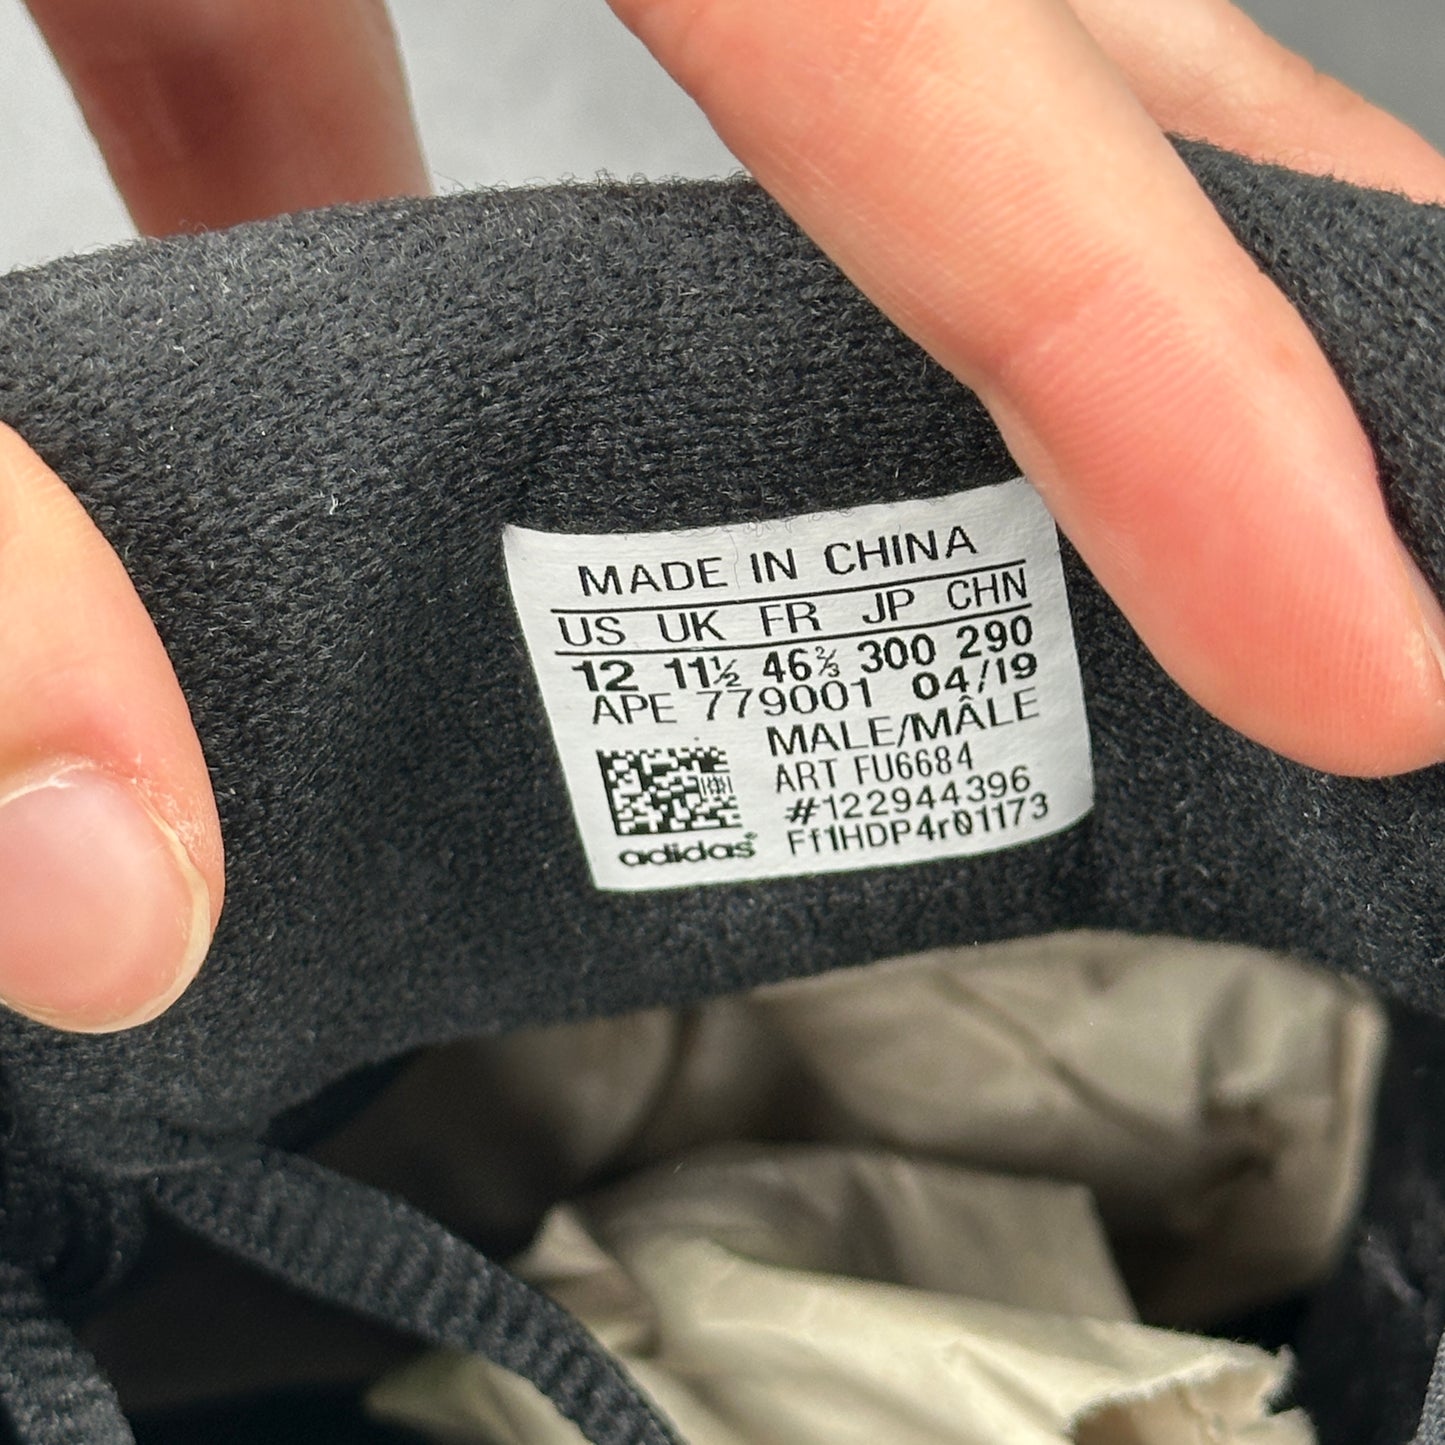 MADE IN CHINA
US UK FR JP CHN
12 11½ 46⅔ 300 290
APE 779001 04/19
MALE/MÂLE
ART FU6684
#122944396
Ff1HDP4r01173
adidas